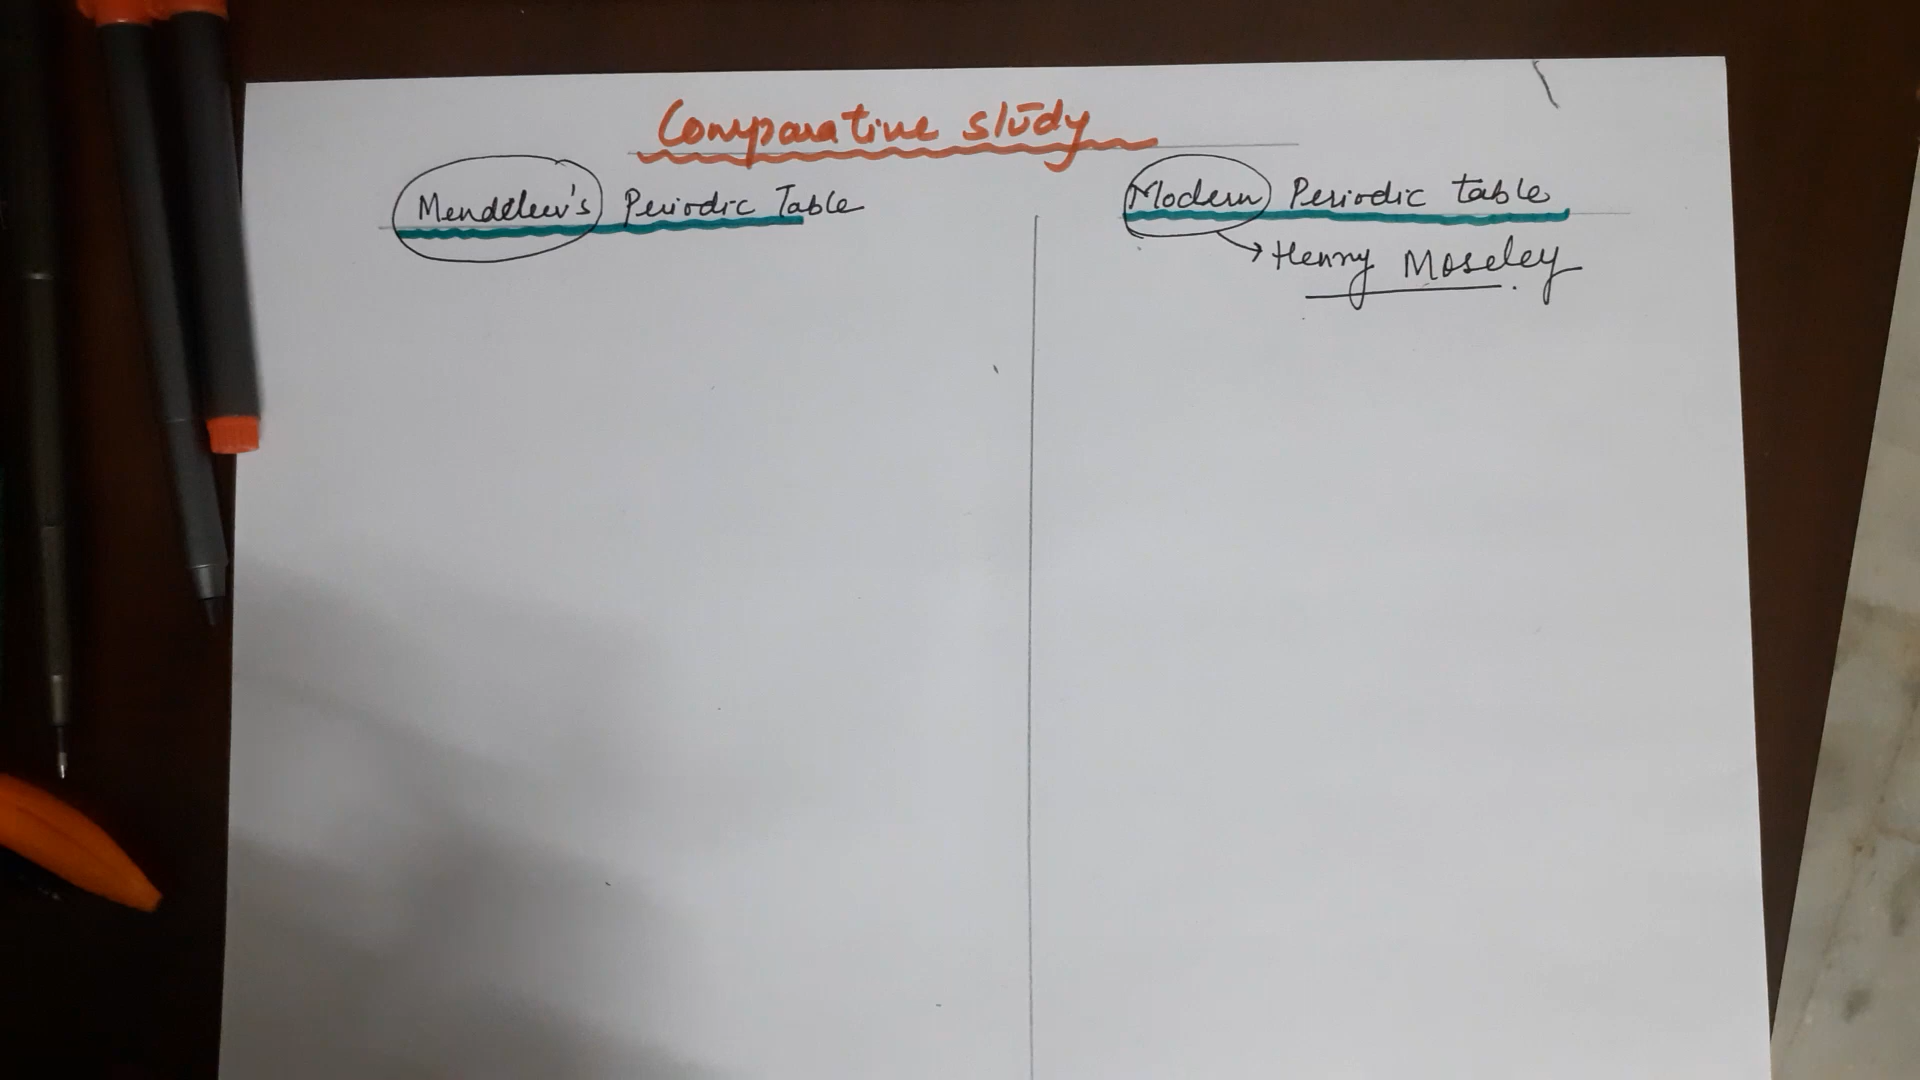 Comparative study
Mendeleev's Periodic Table
Modern Periodic table
→ Henry Moseley